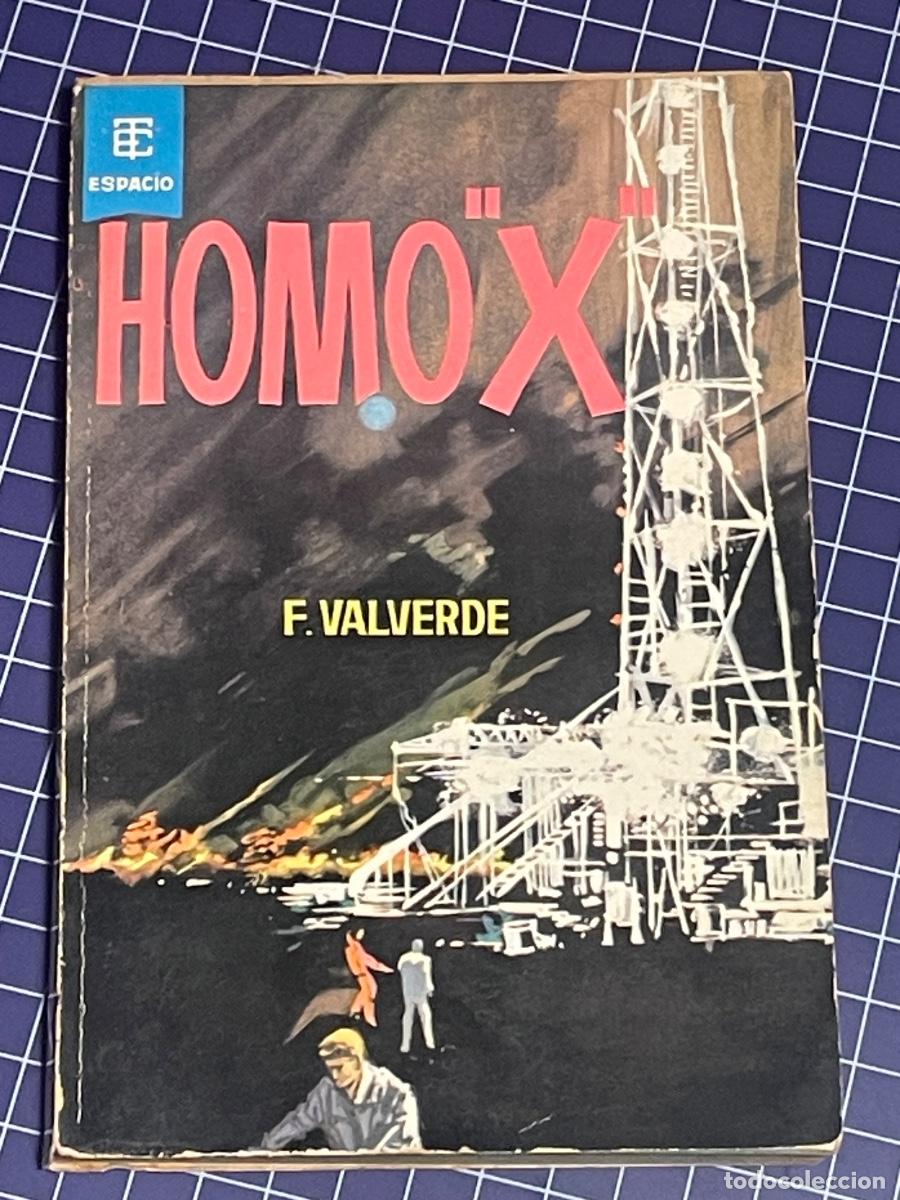 ESPACIO
HOMO "X"
F. VALVERDE
todocoleccion